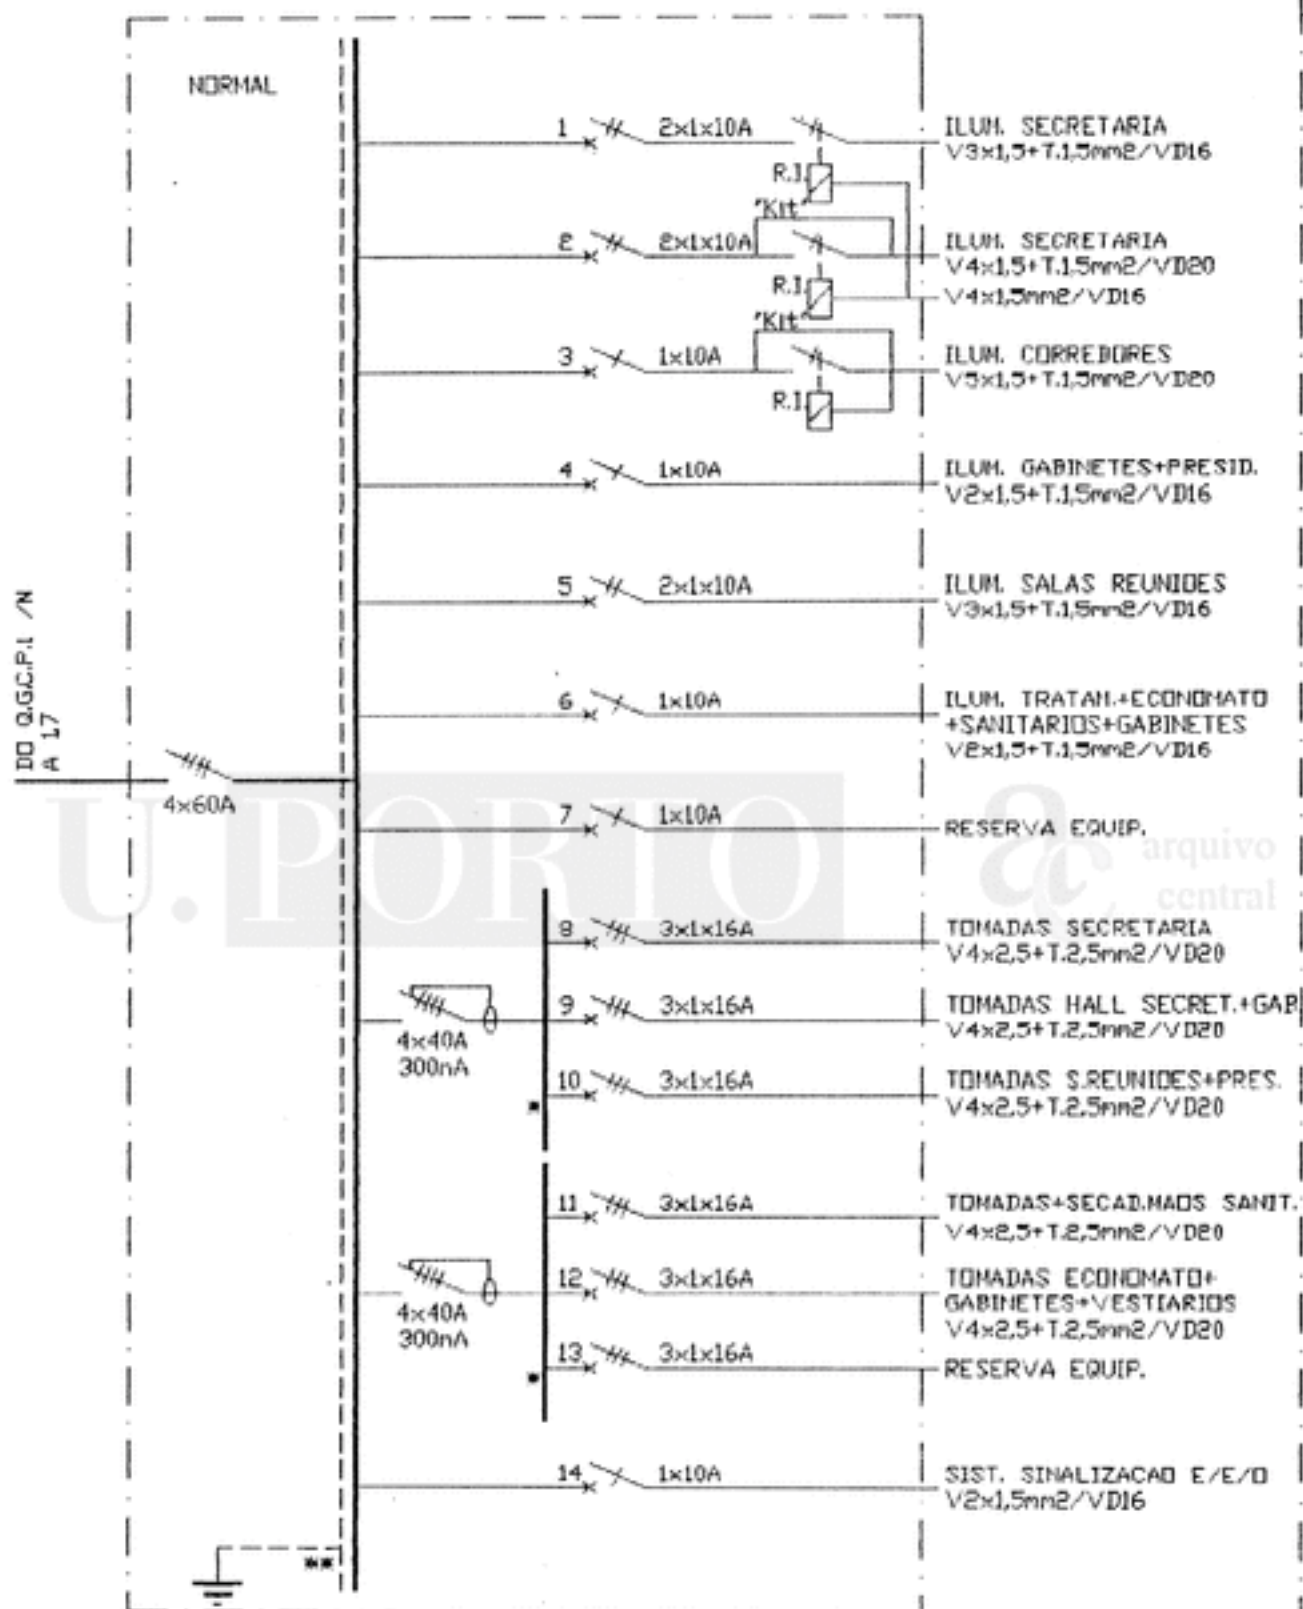 NORMAL
1 2x1x10A ILUM. SECRETARIA
V3x1,5+T.1,5mm2/VD16
R.I.
"Kit"
2 2x1x10A ILUM. SECRETARIA
V4x1,5+T.1,5mm2/VD20
R.I. V4x1,5mm2/VD16
"Kit"
3 1x10A ILUM. CORREDORES
V5x1,5+T.1,5mm2/VD20
R.I.
4 1x10A ILUM. GABINETES+PRESID.
V2x1,5+T.1,5mm2/VD16
5 2x1x10A ILUM. SALAS REUNIOES
V3x1,5+T.1,5mm2/VD16
6 1x10A ILUM. TRATAM.+ECONOMATO
+SANITARIOS+GABINETES
V2x1,5+T.1,5mm2/VD16
DO Q.G.C.P.1 /N
A 17
4x60A
7 1x10A RESERVA EQUIP.
U.PORTO
ac arquivo
central
8 3x1x16A TOMADAS SECRETARIA
V4x2,5+T.2,5mm2/VD20
9 3x1x16A TOMADAS HALL SECRET.+GAB
V4x2,5+T.2,5mm2/VD20
4x40A
300mA
10 3x1x16A TOMADAS S.REUNIOES+PRES.
V4x2,5+T.2,5mm2/VD20
*
11 3x1x16A TOMADAS+SECAD.MAOS SANIT.
V4x2,5+T.2,5mm2/VD20
12 3x1x16A TOMADAS ECONOMATO+
GABINETES+VESTIARIOS
V4x2,5+T.2,5mm2/VD20
4x40A
300mA
13 3x1x16A RESERVA EQUIP.
*
14 1x10A SIST. SINALIZACAO E/E/O
V2x1,5mm2/VD16
**